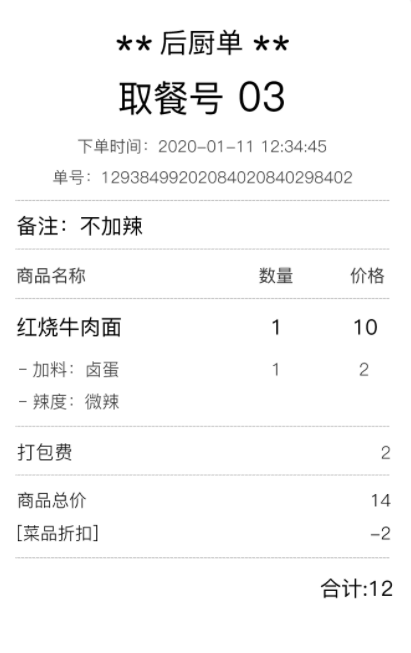 ** 后厨单 **
取餐号 03
下单时间：2020-01-11 12:34:45
单号：12938499202084020840298402
备注：不加辣
商品名称 数量 价格
红烧牛肉面 1 10
- 加料：卤蛋 1 2
- 辣度：微辣
打包费 2
商品总价 14
[菜品折扣] -2
合计:12